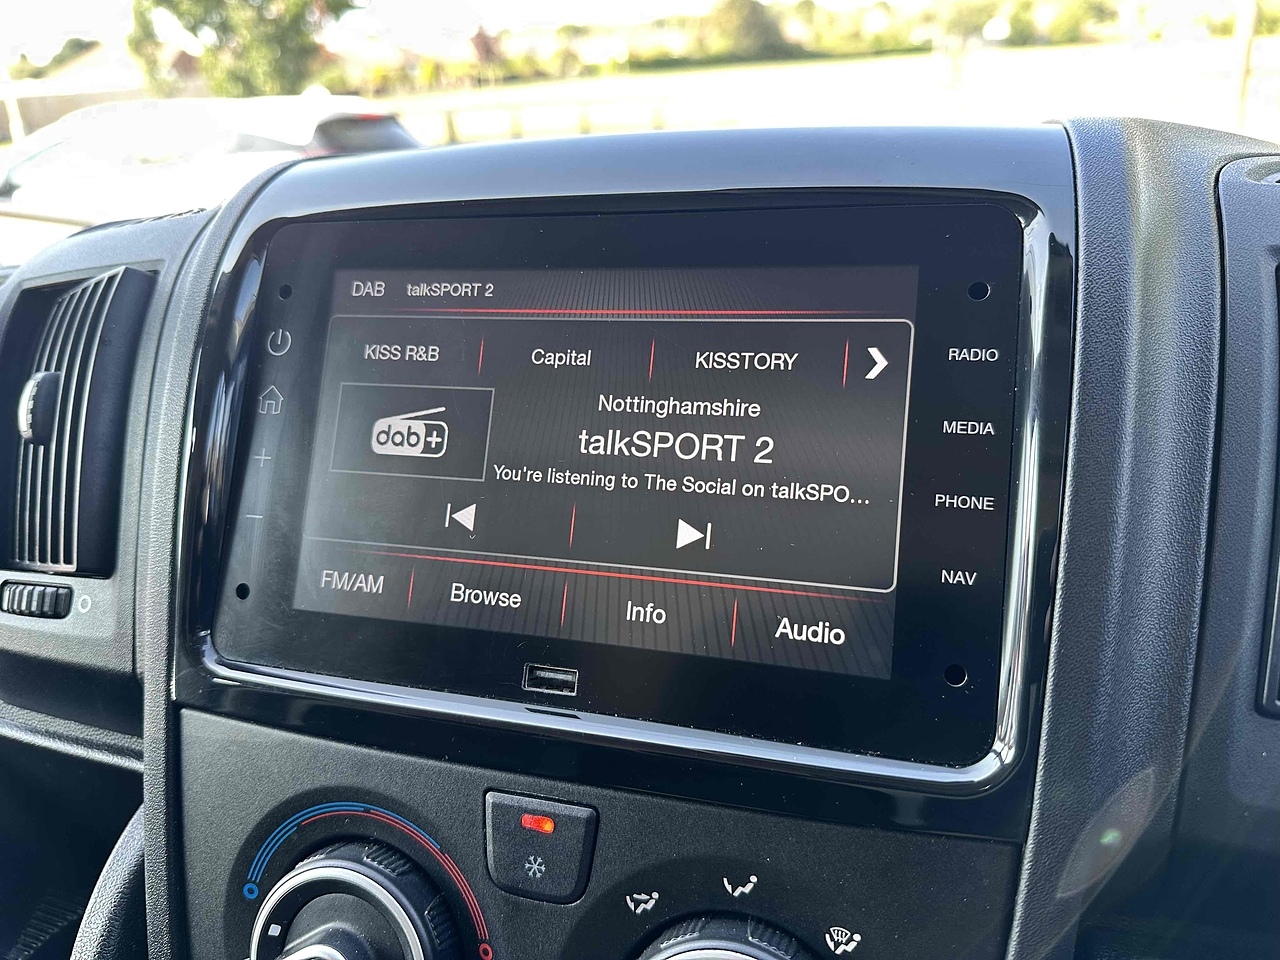 DAB talkSPORT 2
KISS R&B Capital KISSTORY
dab+
Nottinghamshire
talkSPORT 2
You're listening to The Social on talkSPO...
FM/AM Browse Info Audio
RADIO
MEDIA
PHONE
NAV